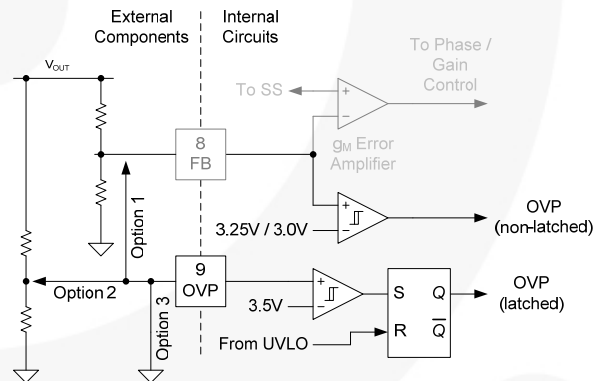 External
Components
Internal
Circuits
VOUT
To SS
+
−
To Phase /
Gain
Control
gM Error
Amplifier
8
FB
Option 1
+
−
3.25V / 3.0V
OVP
(non-latched)
Option 2
9
OVP
Option 3
+
−
3.5V
From UVLO
S
Q
R
Q̅
OVP
(latched)